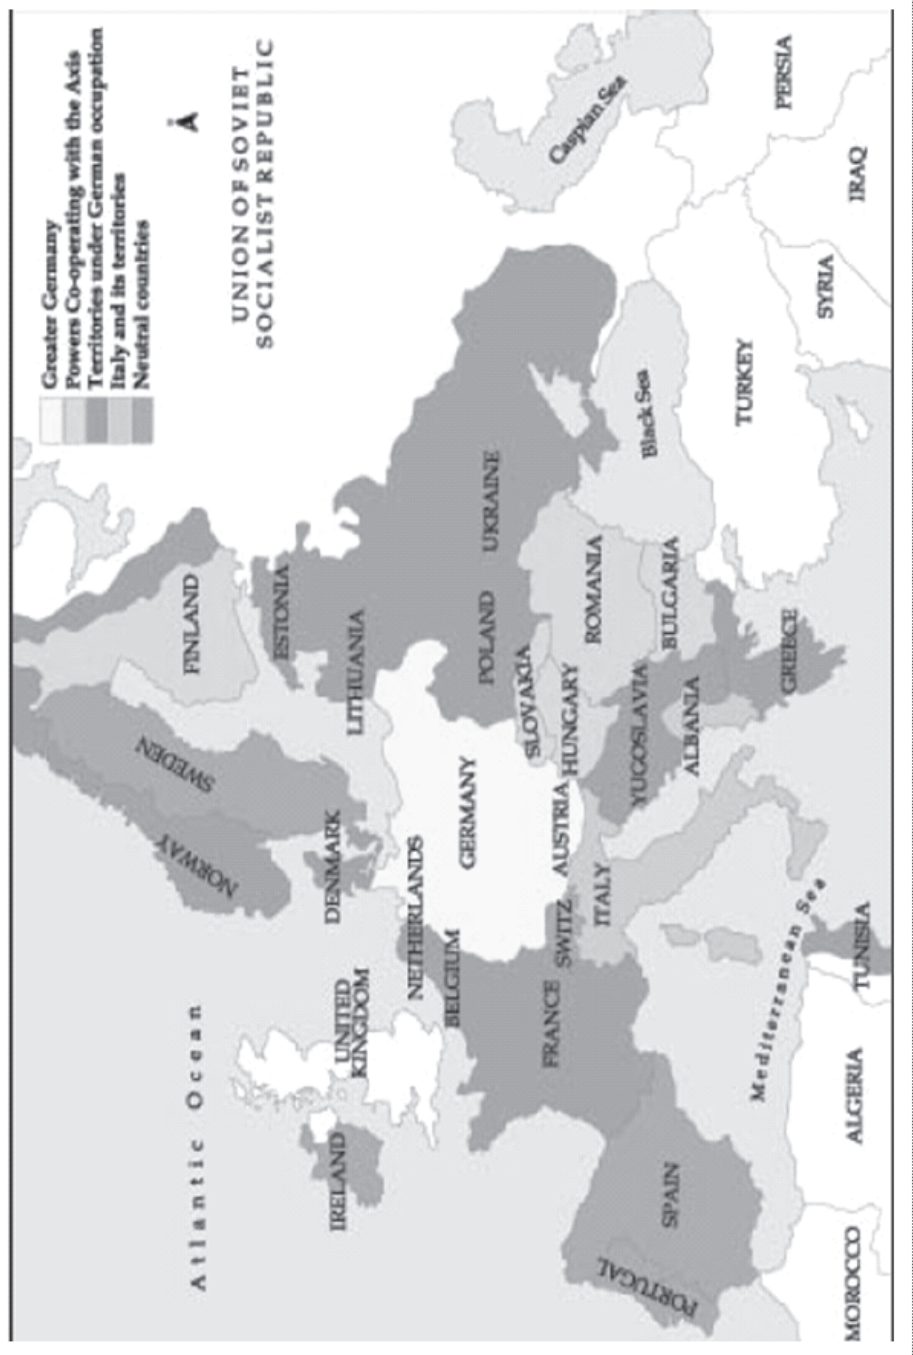 Greater Germany
Powers Co-operating with the Axis
Territories under German occupation
Italy and its territories
Neutral countries
UNION OF SOVIET
SOCIALIST REPUBLIC
Atlantic Ocean
NORWAY
SWEDEN
FINLAND
ESTONIA
LITHUANIA
DENMARK
UNITED
KINGDOM
IRELAND
NETHERLANDS
BELGIUM
GERMANY
POLAND
UKRAINE
SLOVAKIA
AUSTRIA
HUNGARY
SWITZ
FRANCE
ITALY
ROMANIA
YUGOSLAVIA
BULGARIA
ALBANIA
GREECE
Black Sea
Caspian Sea
PORTUGAL
SPAIN
Mediterranean Sea
TURKEY
SYRIA
IRAQ
PERSIA
MOROCCO
ALGERIA
TUNISIA